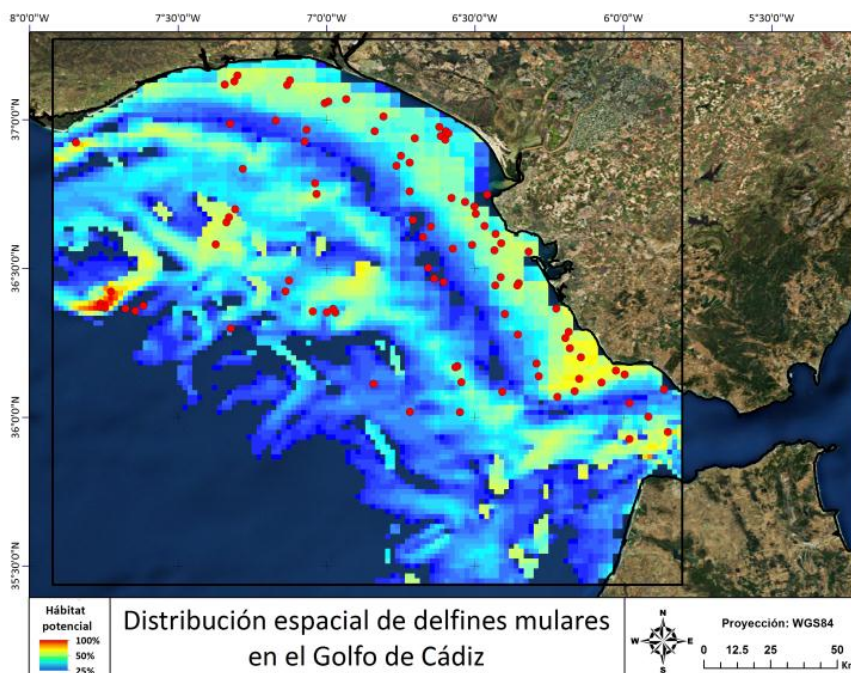 8°0'0"W 7°30'0"W 7°0'0"W 6°30'0"W 6°0'0"W 5°30'0"W
37°0'0"N
36°30'0"N
36°0'0"N
35°30'0"N
Hábitat
potencial
100%
50%
25%
Distribución espacial de delfines mulares
en el Golfo de Cádiz
N
W E
S
Proyección: WGS84
0 12.5 25 50
Km